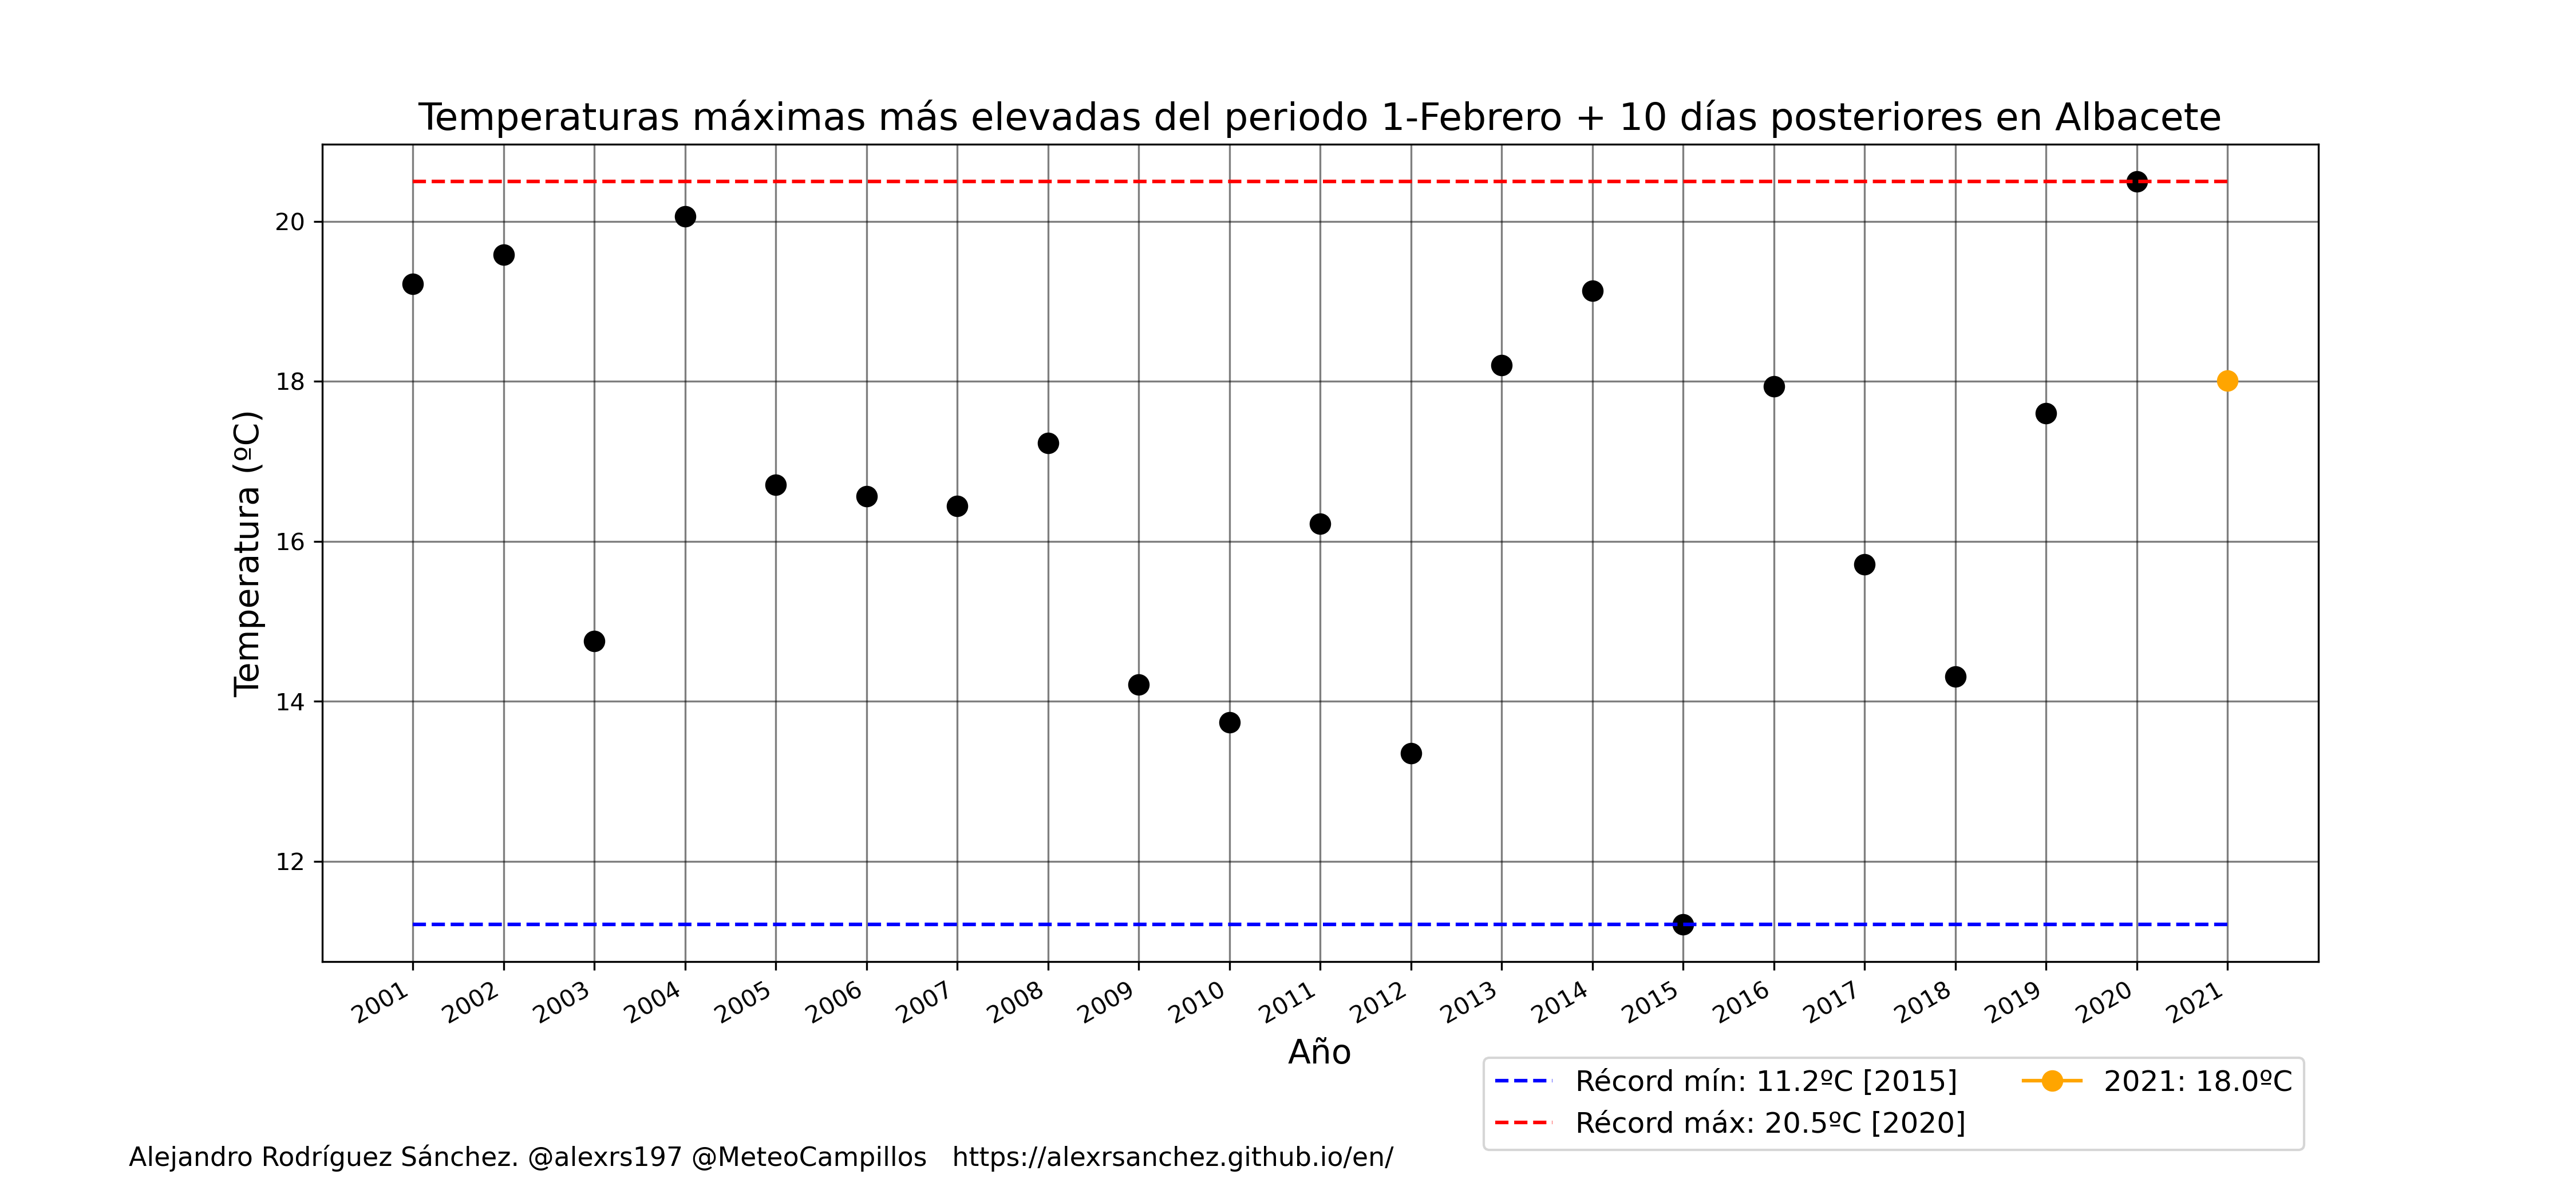 Temperaturas máximas más elevadas del periodo 1-Febrero + 10 días posteriores en Albacete
Temperatura (ºC)
20
18
16
14
12
2001 2002 2003 2004 2005 2006 2007 2008 2009 2010 2011 2012 2013 2014 2015 2016 2017 2018 2019 2020 2021
Año
Récord mín: 11.2ºC [2015]
Récord máx: 20.5ºC [2020]
2021: 18.0ºC
Alejandro Rodríguez Sánchez. @alexrs197 @MeteoCampillos https://alexrsanchez.github.io/en/